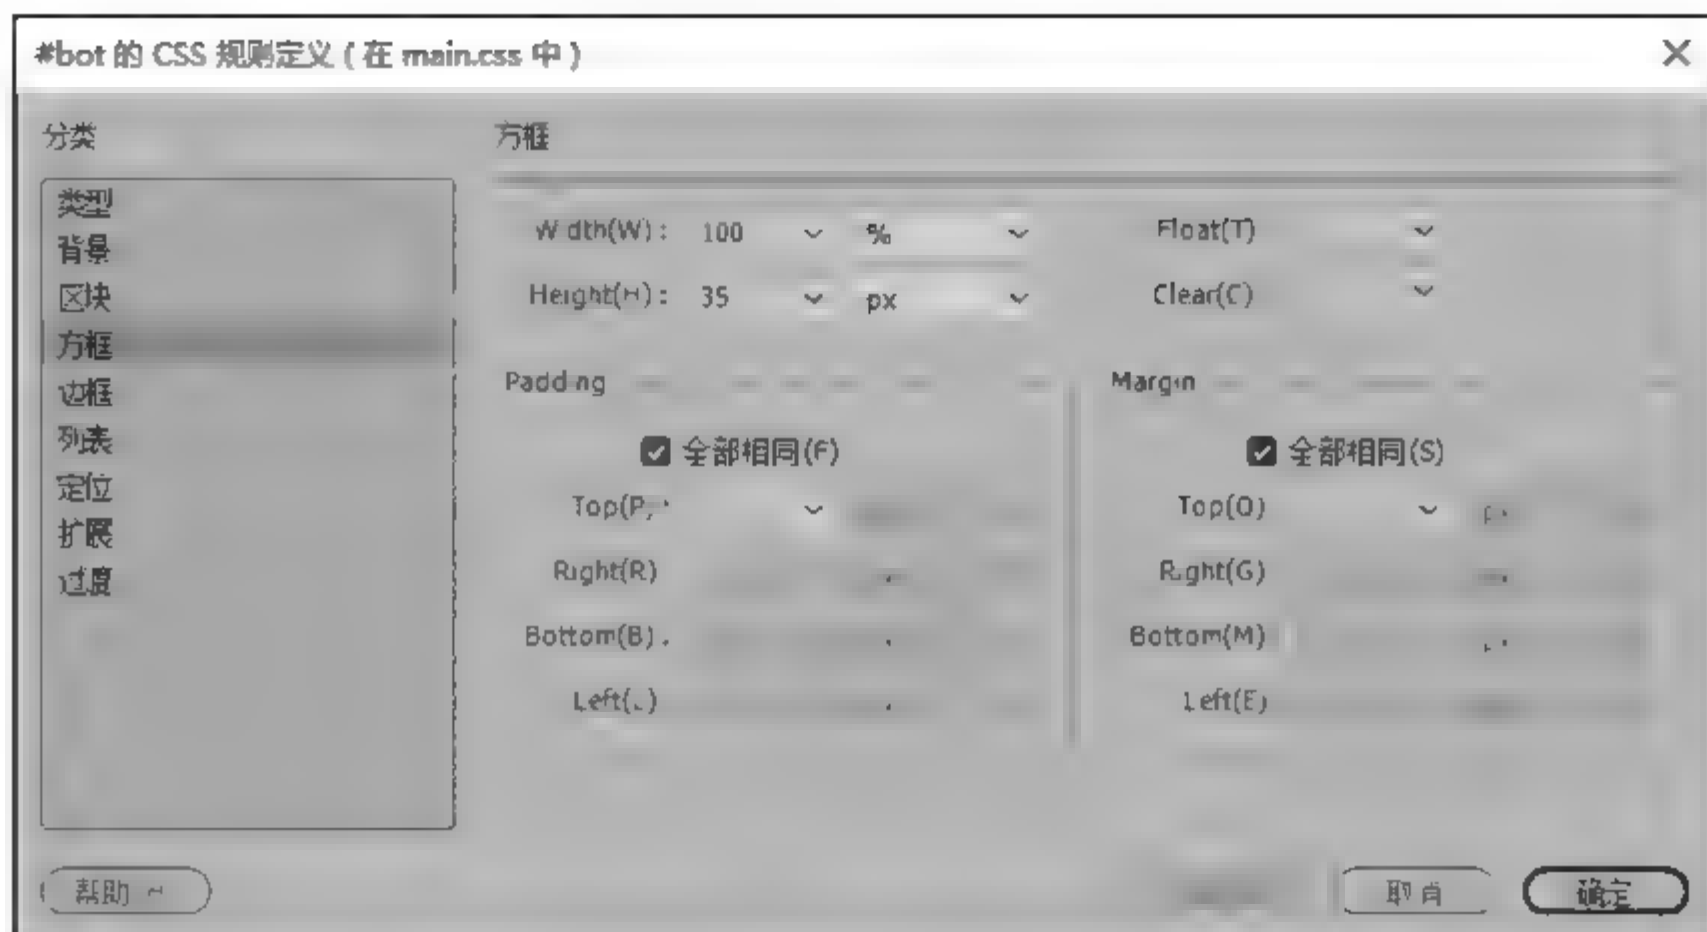 #bot 的 CSS 规则定义 ( 在 main.css 中 )
分类
方框
类型
背景
区块
方框
边框
列表
定位
扩展
过度
Width(W) : 100 %
Float(T)
Height(H) : 35 px
Clear(C)
Padding
Margin
全部相同(F)
全部相同(S)
Top(P) :
Top(O)
Right(R)
Right(G)
Bottom(B) :
Bottom(M)
Left(L)
Left(E)
帮助
取消
确定